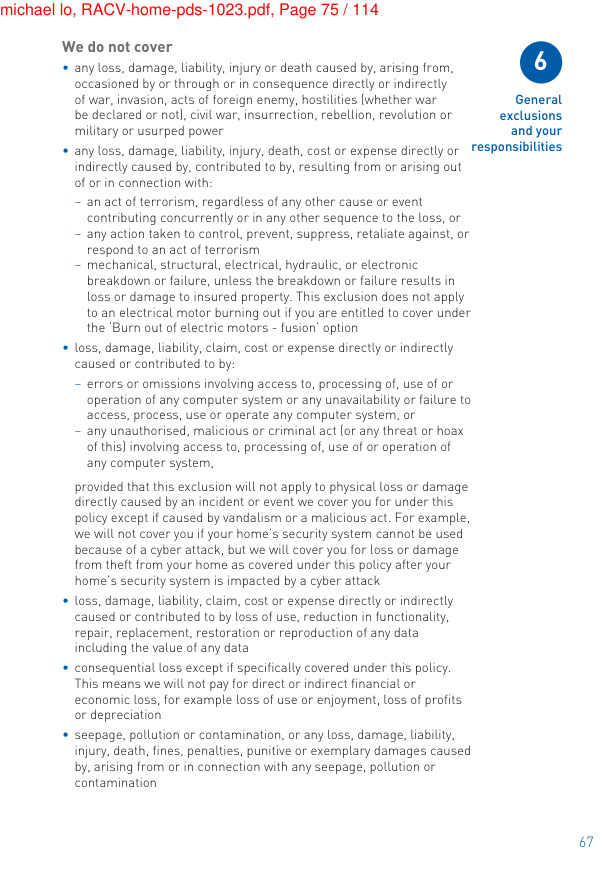 michael lo, RACV-home-pds-1023.pdf, Page 75 / 114
We do not cover
• any loss, damage, liability, injury or death caused by, arising from,
occasioned by or through or in consequence directly or indirectly
of war, invasion, acts of foreign enemy, hostilities (whether war
be declared or not), civil war, insurrection, rebellion, revolution or
military or usurped power
• any loss, damage, liability, injury, death, cost or expense directly or
indirectly caused by, contributed to by, resulting from or arising out
of or in connection with:
– an act of terrorism, regardless of any other cause or event
contributing concurrently or in any other sequence to the loss, or
– any action taken to control, prevent, suppress, retaliate against, or
respond to an act of terrorism
– mechanical, structural, electrical, hydraulic, or electronic
breakdown or failure, unless the breakdown or failure results in
loss or damage to insured property. This exclusion does not apply
to an electrical motor burning out if you are entitled to cover under
the ‘Burn out of electric motors - fusion’ option
• loss, damage, liability, claim, cost or expense directly or indirectly
caused or contributed to by:
– errors or omissions involving access to, processing of, use of or
operation of any computer system or any unavailability or failure to
access, process, use or operate any computer system, or
– any unauthorised, malicious or criminal act (or any threat or hoax
of this) involving access to, processing of, use of or operation of
any computer system,
provided that this exclusion will not apply to physical loss or damage
directly caused by an incident or event we cover you for under this
policy except if caused by vandalism or a malicious act. For example,
we will not cover you if your home’s security system cannot be used
because of a cyber attack, but we will cover you for loss or damage
from theft from your home as covered under this policy after your
home’s security system is impacted by a cyber attack
• loss, damage, liability, claim, cost or expense directly or indirectly
caused or contributed to by loss of use, reduction in functionality,
repair, replacement, restoration or reproduction of any data
including the value of any data
• consequential loss except if specifically covered under this policy.
This means we will not pay for direct or indirect financial or
economic loss, for example loss of use or enjoyment, loss of profits
or depreciation
• seepage, pollution or contamination, or any loss, damage, liability,
injury, death, fines, penalties, punitive or exemplary damages caused
by, arising from or in connection with any seepage, pollution or
contamination
6
General
exclusions
and your
responsibilities
67